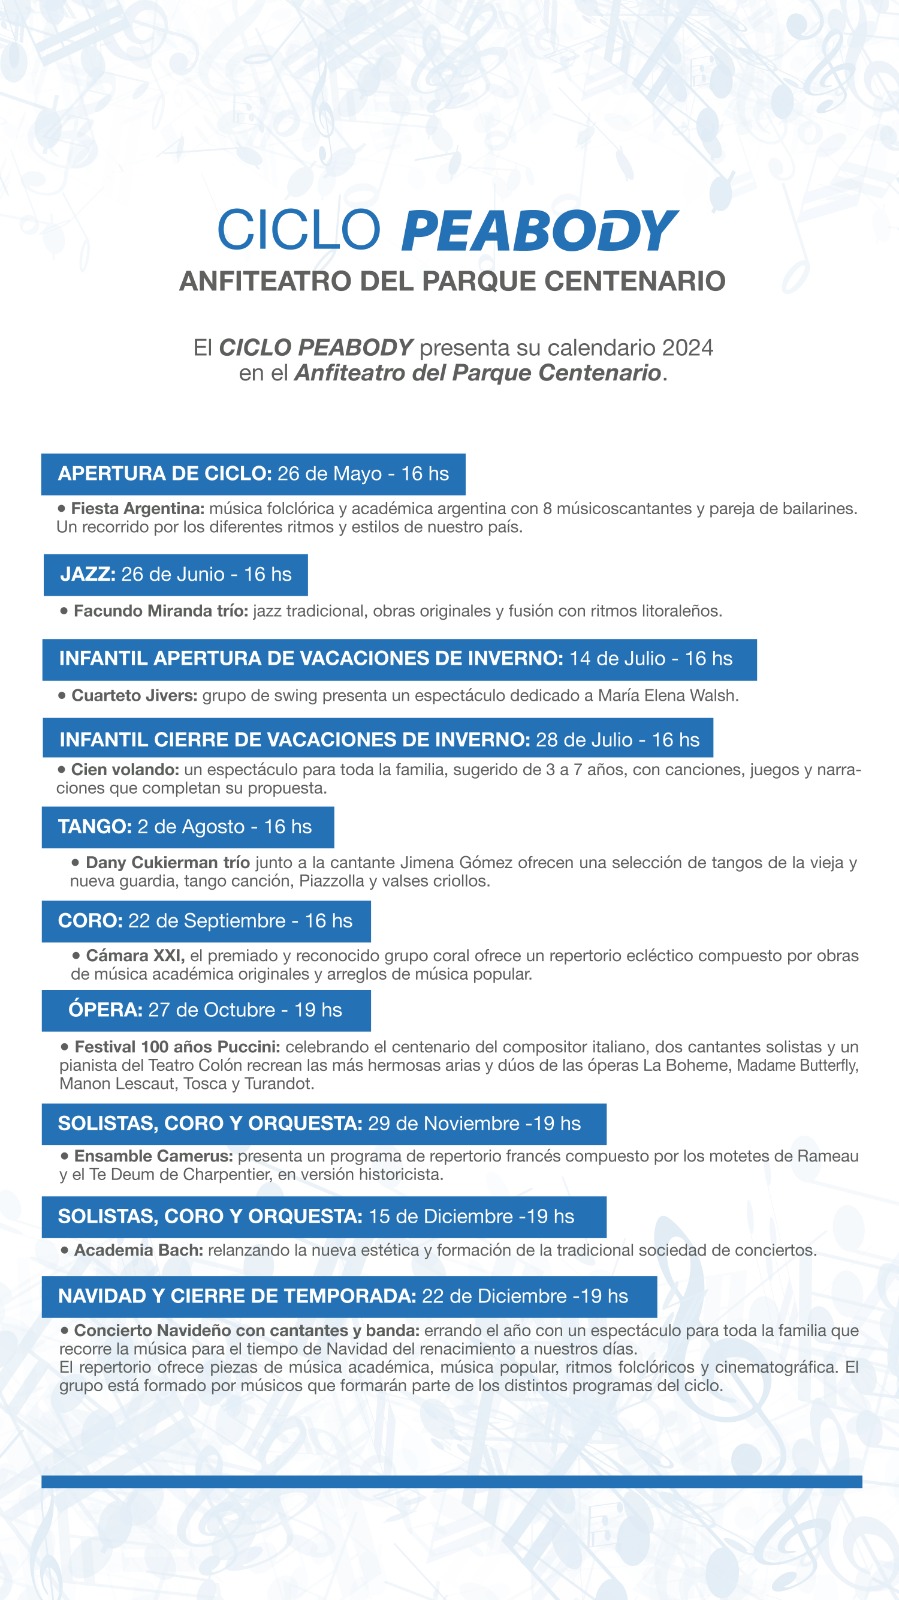 CICLO PEABODY
ANFITEATRO DEL PARQUE CENTENARIO
El CICLO PEABODY presenta su calendario 2024
en el Anfiteatro del Parque Centenario.
APERTURA DE CICLO: 26 de Mayo - 16 hs
• Fiesta Argentina: música folclórica y académica argentina con 8 músicoscantantes y pareja de bailarines.
Un recorrido por los diferentes ritmos y estilos de nuestro país.
JAZZ: 26 de Junio - 16 hs
• Facundo Miranda trío: jazz tradicional, obras originales y fusión con ritmos litoraleños.
INFANTIL APERTURA DE VACACIONES DE INVERNO: 14 de Julio - 16 hs
• Cuarteto Jivers: grupo de swing presenta un espectáculo dedicado a María Elena Walsh.
INFANTIL CIERRE DE VACACIONES DE INVERNO: 28 de Julio - 16 hs
• Cien volando: un espectáculo para toda la familia, sugerido de 3 a 7 años, con canciones, juegos y narra-
ciones que completan su propuesta.
TANGO: 2 de Agosto - 16 hs
• Dany Cukierman trío junto a la cantante Jimena Gómez ofrecen una selección de tangos de la vieja y
nueva guardia, tango canción, Piazzolla y valses criollos.
CORO: 22 de Septiembre - 16 hs
• Cámara XXI, el premiado y reconocido grupo coral ofrece un repertorio ecléctico compuesto por obras
de música académica originales y arreglos de música popular.
ÓPERA: 27 de Octubre - 19 hs
• Festival 100 años Puccini: celebrando el centenario del compositor italiano, dos cantantes solistas y un
pianista del Teatro Colón recrean las más hermosas arias y dúos de las óperas La Boheme, Madame Butterfly,
Manon Lescaut, Tosca y Turandot.
SOLISTAS, CORO Y ORQUESTA: 29 de Noviembre -19 hs
• Ensamble Camerus: presenta un programa de repertorio francés compuesto por los motetes de Rameau
y el Te Deum de Charpentier, en versión historicista.
SOLISTAS, CORO Y ORQUESTA: 15 de Diciembre -19 hs
• Academia Bach: relanzando la nueva estética y formación de la tradicional sociedad de conciertos.
NAVIDAD Y CIERRE DE TEMPORADA: 22 de Diciembre -19 hs
• Concierto Navideño con cantantes y banda: errando el año con un espectáculo para toda la familia que
recorre la música para el tiempo de Navidad del renacimiento a nuestros días.
El repertorio ofrece piezas de música académica, música popular, ritmos folclóricos y cinematográfica. El
grupo está formado por músicos que formarán parte de los distintos programas del ciclo.